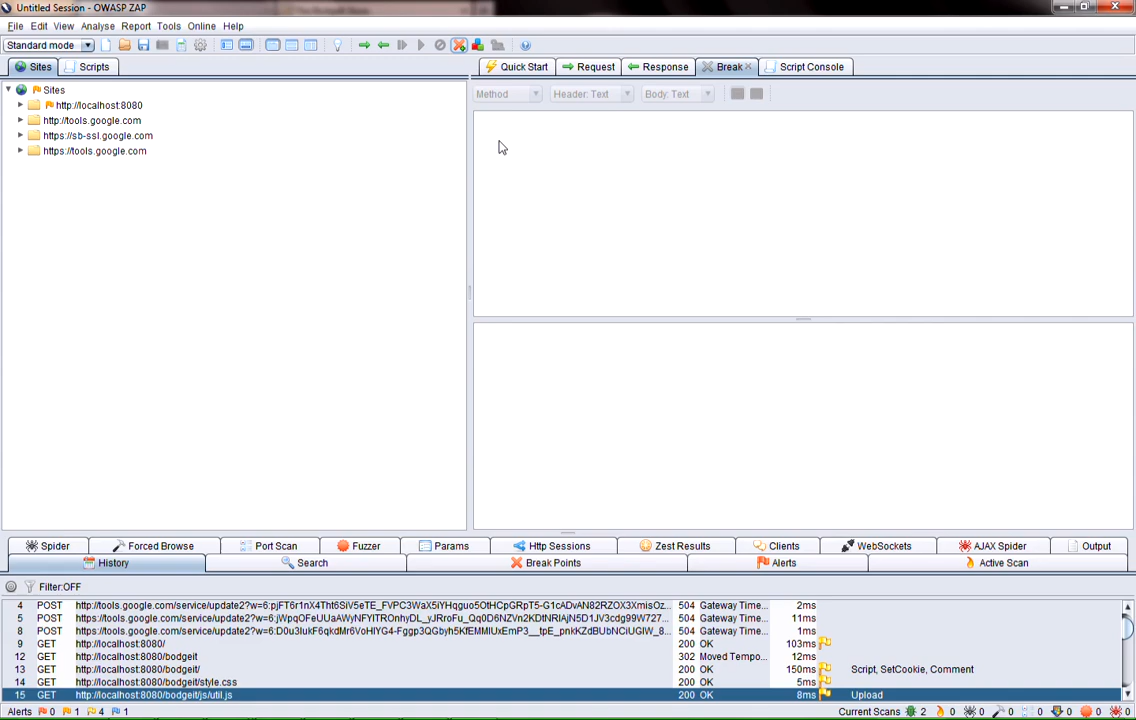 Untitled Session - OWASP ZAP
File Edit View Analyse Report Tools Online Help
Standard mode
Sites Scripts
Quick Start Request Response Break Script Console
Method Header: Text Body: Text
Sites
http://localhost:8080
http://tools.google.com
https://sb-ssl.google.com
https://tools.google.com
Spider Forced Browse Port Scan Fuzzer Params Http Sessions Zest Results Clients WebSockets AJAX Spider Output
History Search Break Points Alerts Active Scan
Filter:OFF
4 POST 504 Gateway Time... 2ms
5 POST 504 Gateway Time... 11ms
8 POST 504 Gateway Time... 1ms
9 GET http://localhost:8080/ 200 OK 103ms
12 GET http://localhost:8080/bodgeit 302 Moved Tempo... 12ms
13 GET http://localhost:8080/bodgeit/ 200 OK 150ms Script, SetCookie, Comment
14 GET http://localhost:8080/bodgeit/style.css 200 OK 5ms
15 GET http://localhost:8080/bodgeit/js/util.js 200 OK 8ms Upload
Alerts 0 1 4 1 Current Scans 2 0 0 0 0 0 0 0